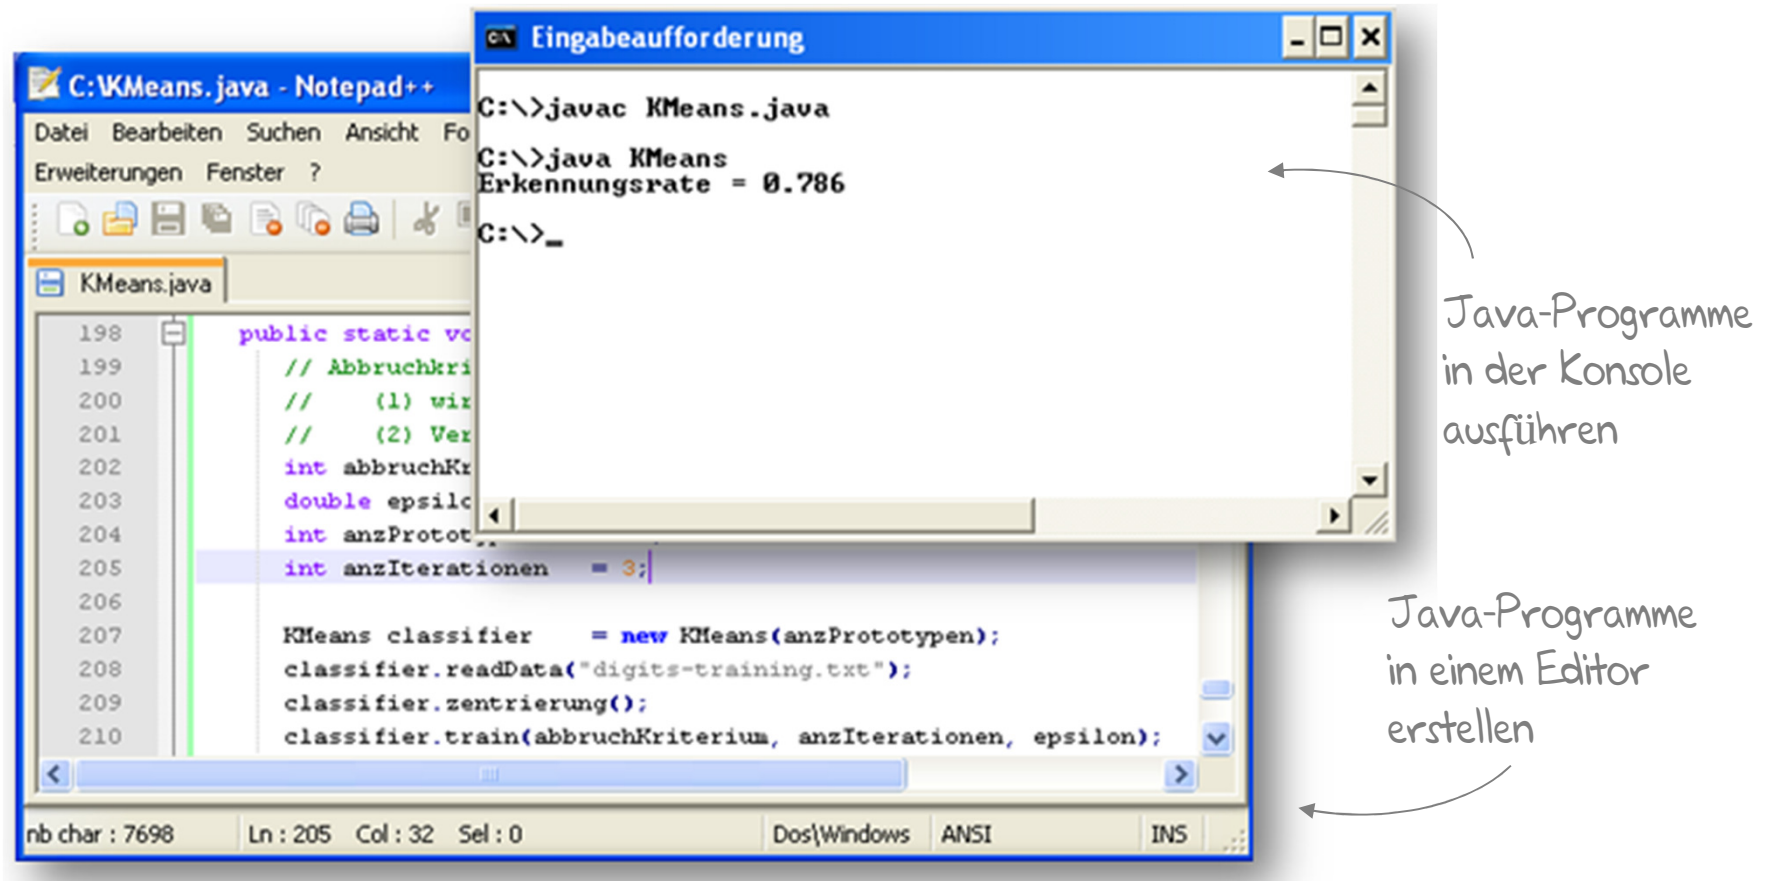 Eingabeaufforderung
C:\>javac KMeans.java
C:\>java KMeans
Erkennungsrate = 0.786
C:\>_
C:\KMeans.java - Notepad++
Datei Bearbeiten Suchen Ansicht Fo
Erweiterungen Fenster ?
KMeans.java
198 public static vo
199 // Abbruchkri
200 // (1) wir
201 // (2) Ver
202 int abbruchKr
203 double epsilo
204 int anzPrototyp
205 int anzIterationen = 3;
206
207 KMeans classifier = new KMeans(anzPrototypen);
208 classifier.readData("digits-training.txt");
209 classifier.zentrierung();
210 classifier.train(abbruchKriterium, anzIterationen, epsilon);
nb char : 7698 Ln : 205 Col : 32 Sel : 0 Dos\Windows ANSI INS
Java-Programme
in der Konsole
ausführen
Java-Programme
in einem Editor
erstellen